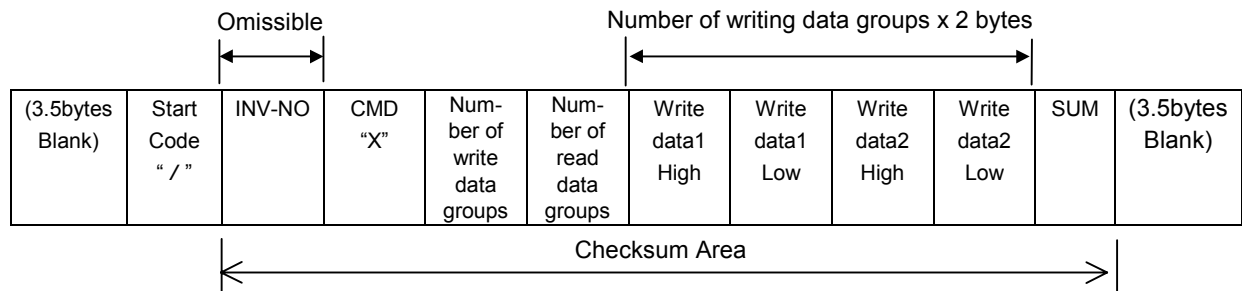 Omissible
Number of writing data groups x 2 bytes
(3.5bytes
Blank)
Start
Code
“ / ”
INV-NO
CMD
“X”
Num-
ber of
write
data
groups
Num-
ber of
read
data
groups
Write
data1
High
Write
data1
Low
Write
data2
High
Write
data2
Low
SUM
(3.5bytes
Blank)
Checksum Area